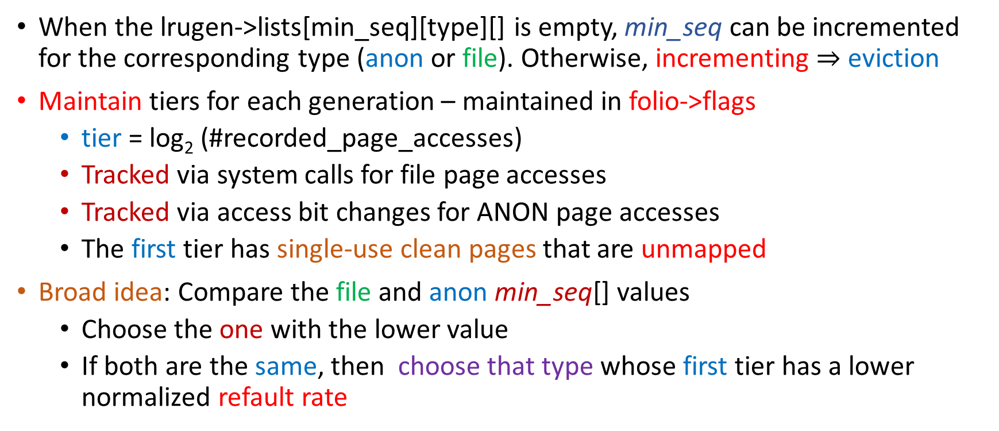 • When the lrugen->lists[min_seq][type][] is empty, min_seq can be incremented
for the corresponding type (anon or file). Otherwise, incrementing ⇒ eviction
• Maintain tiers for each generation – maintained in folio->flags
• tier = log₂ (#recorded_page_accesses)
• Tracked via system calls for file page accesses
• Tracked via access bit changes for ANON page accesses
• The first tier has single-use clean pages that are unmapped
• Broad idea: Compare the file and anon min_seq[] values
• Choose the one with the lower value
• If both are the same, then choose that type whose first tier has a lower
normalized refault rate